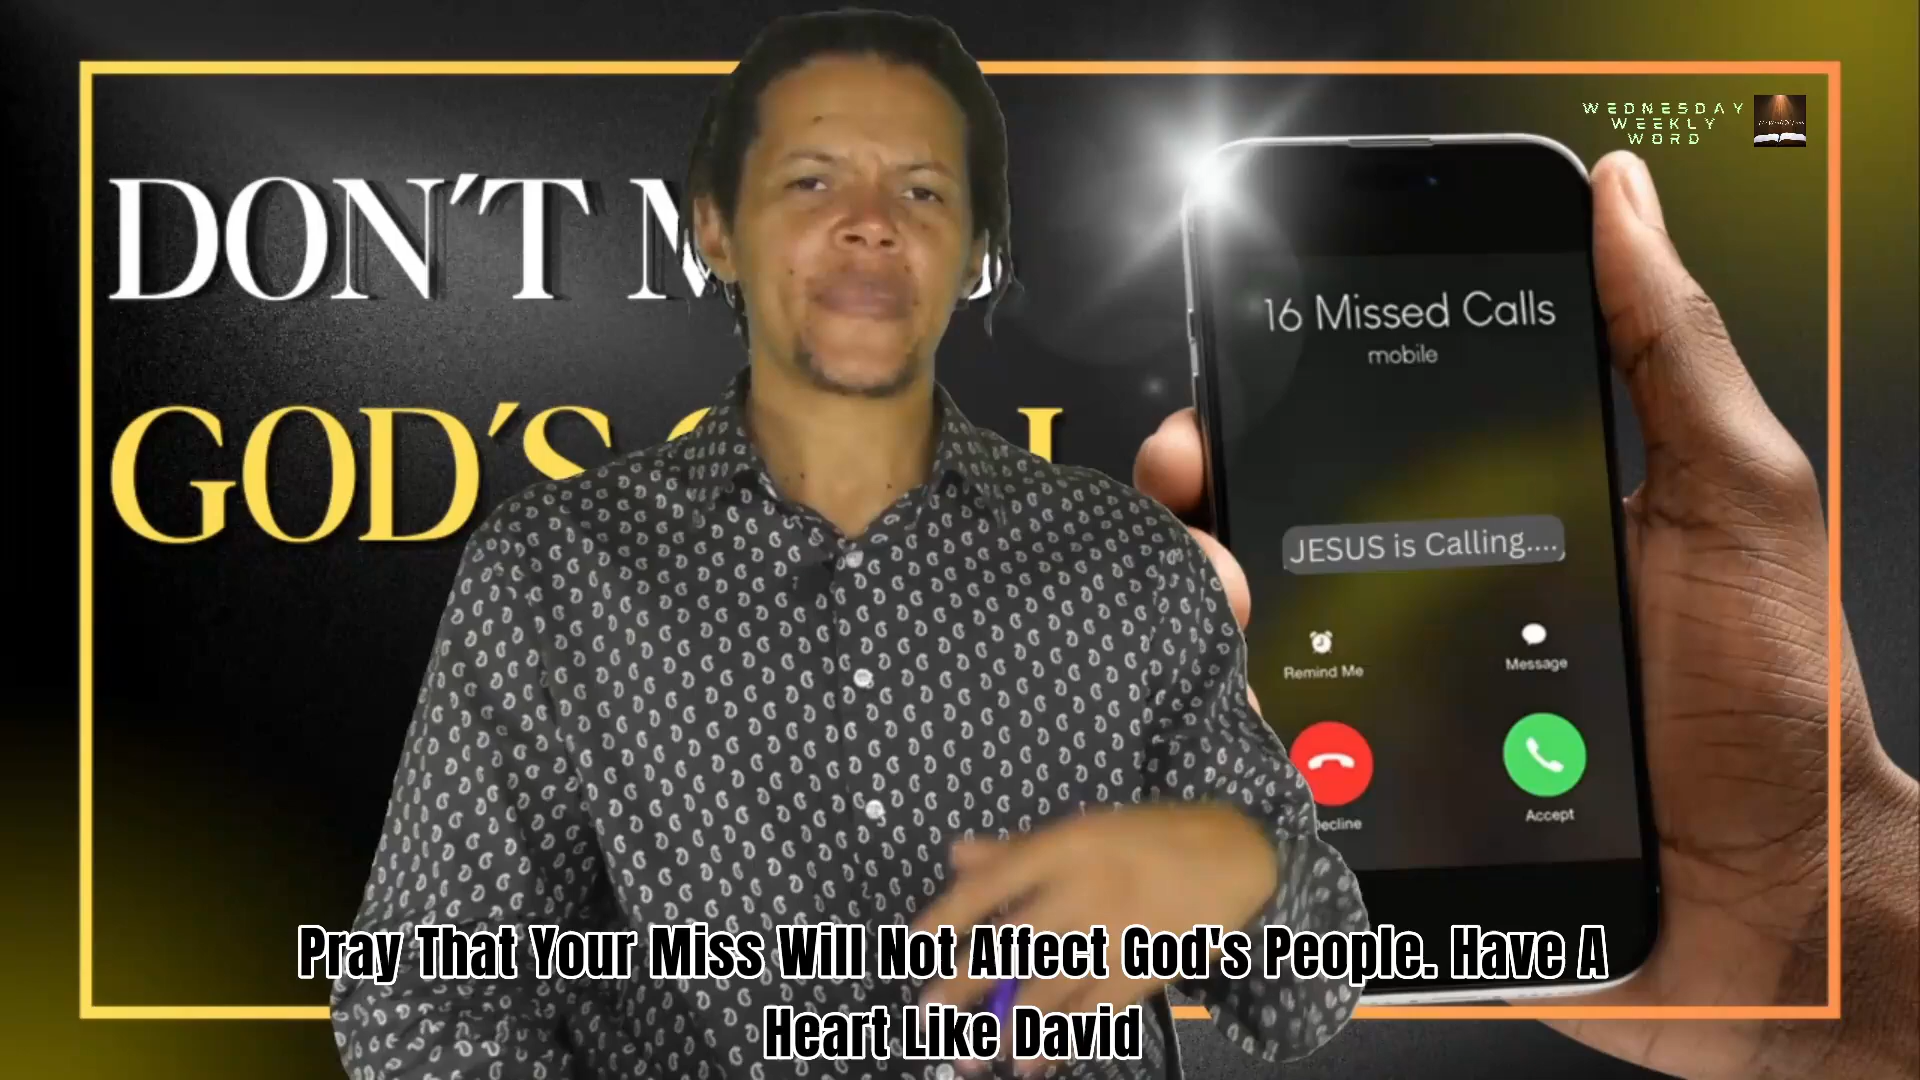 WEDNESDAY
WEEKLY
WORD
DON'T
GOD'S
16 Missed Calls
mobile
JESUS is Calling....
Remind Me
Message
Decline
Accept
Pray That Your Miss Will Not Affect God's People. Have A
Heart Like David